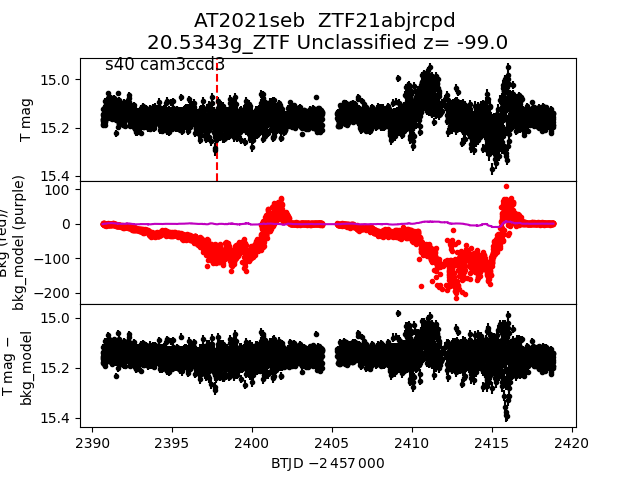 AT2021seb ZTF21abjrcpd
20.5343g_ZTF Unclassified z= -99.0
s40 cam3ccd3
15.0
15.2
15.4
T mag
100
0
−100
−200
Bkg (red)/
bkg_model (purple)
15.0
15.2
15.4
T mag −
bkg_model
2390 2395 2400 2405 2410 2415 2420
BTJD −2 457 000